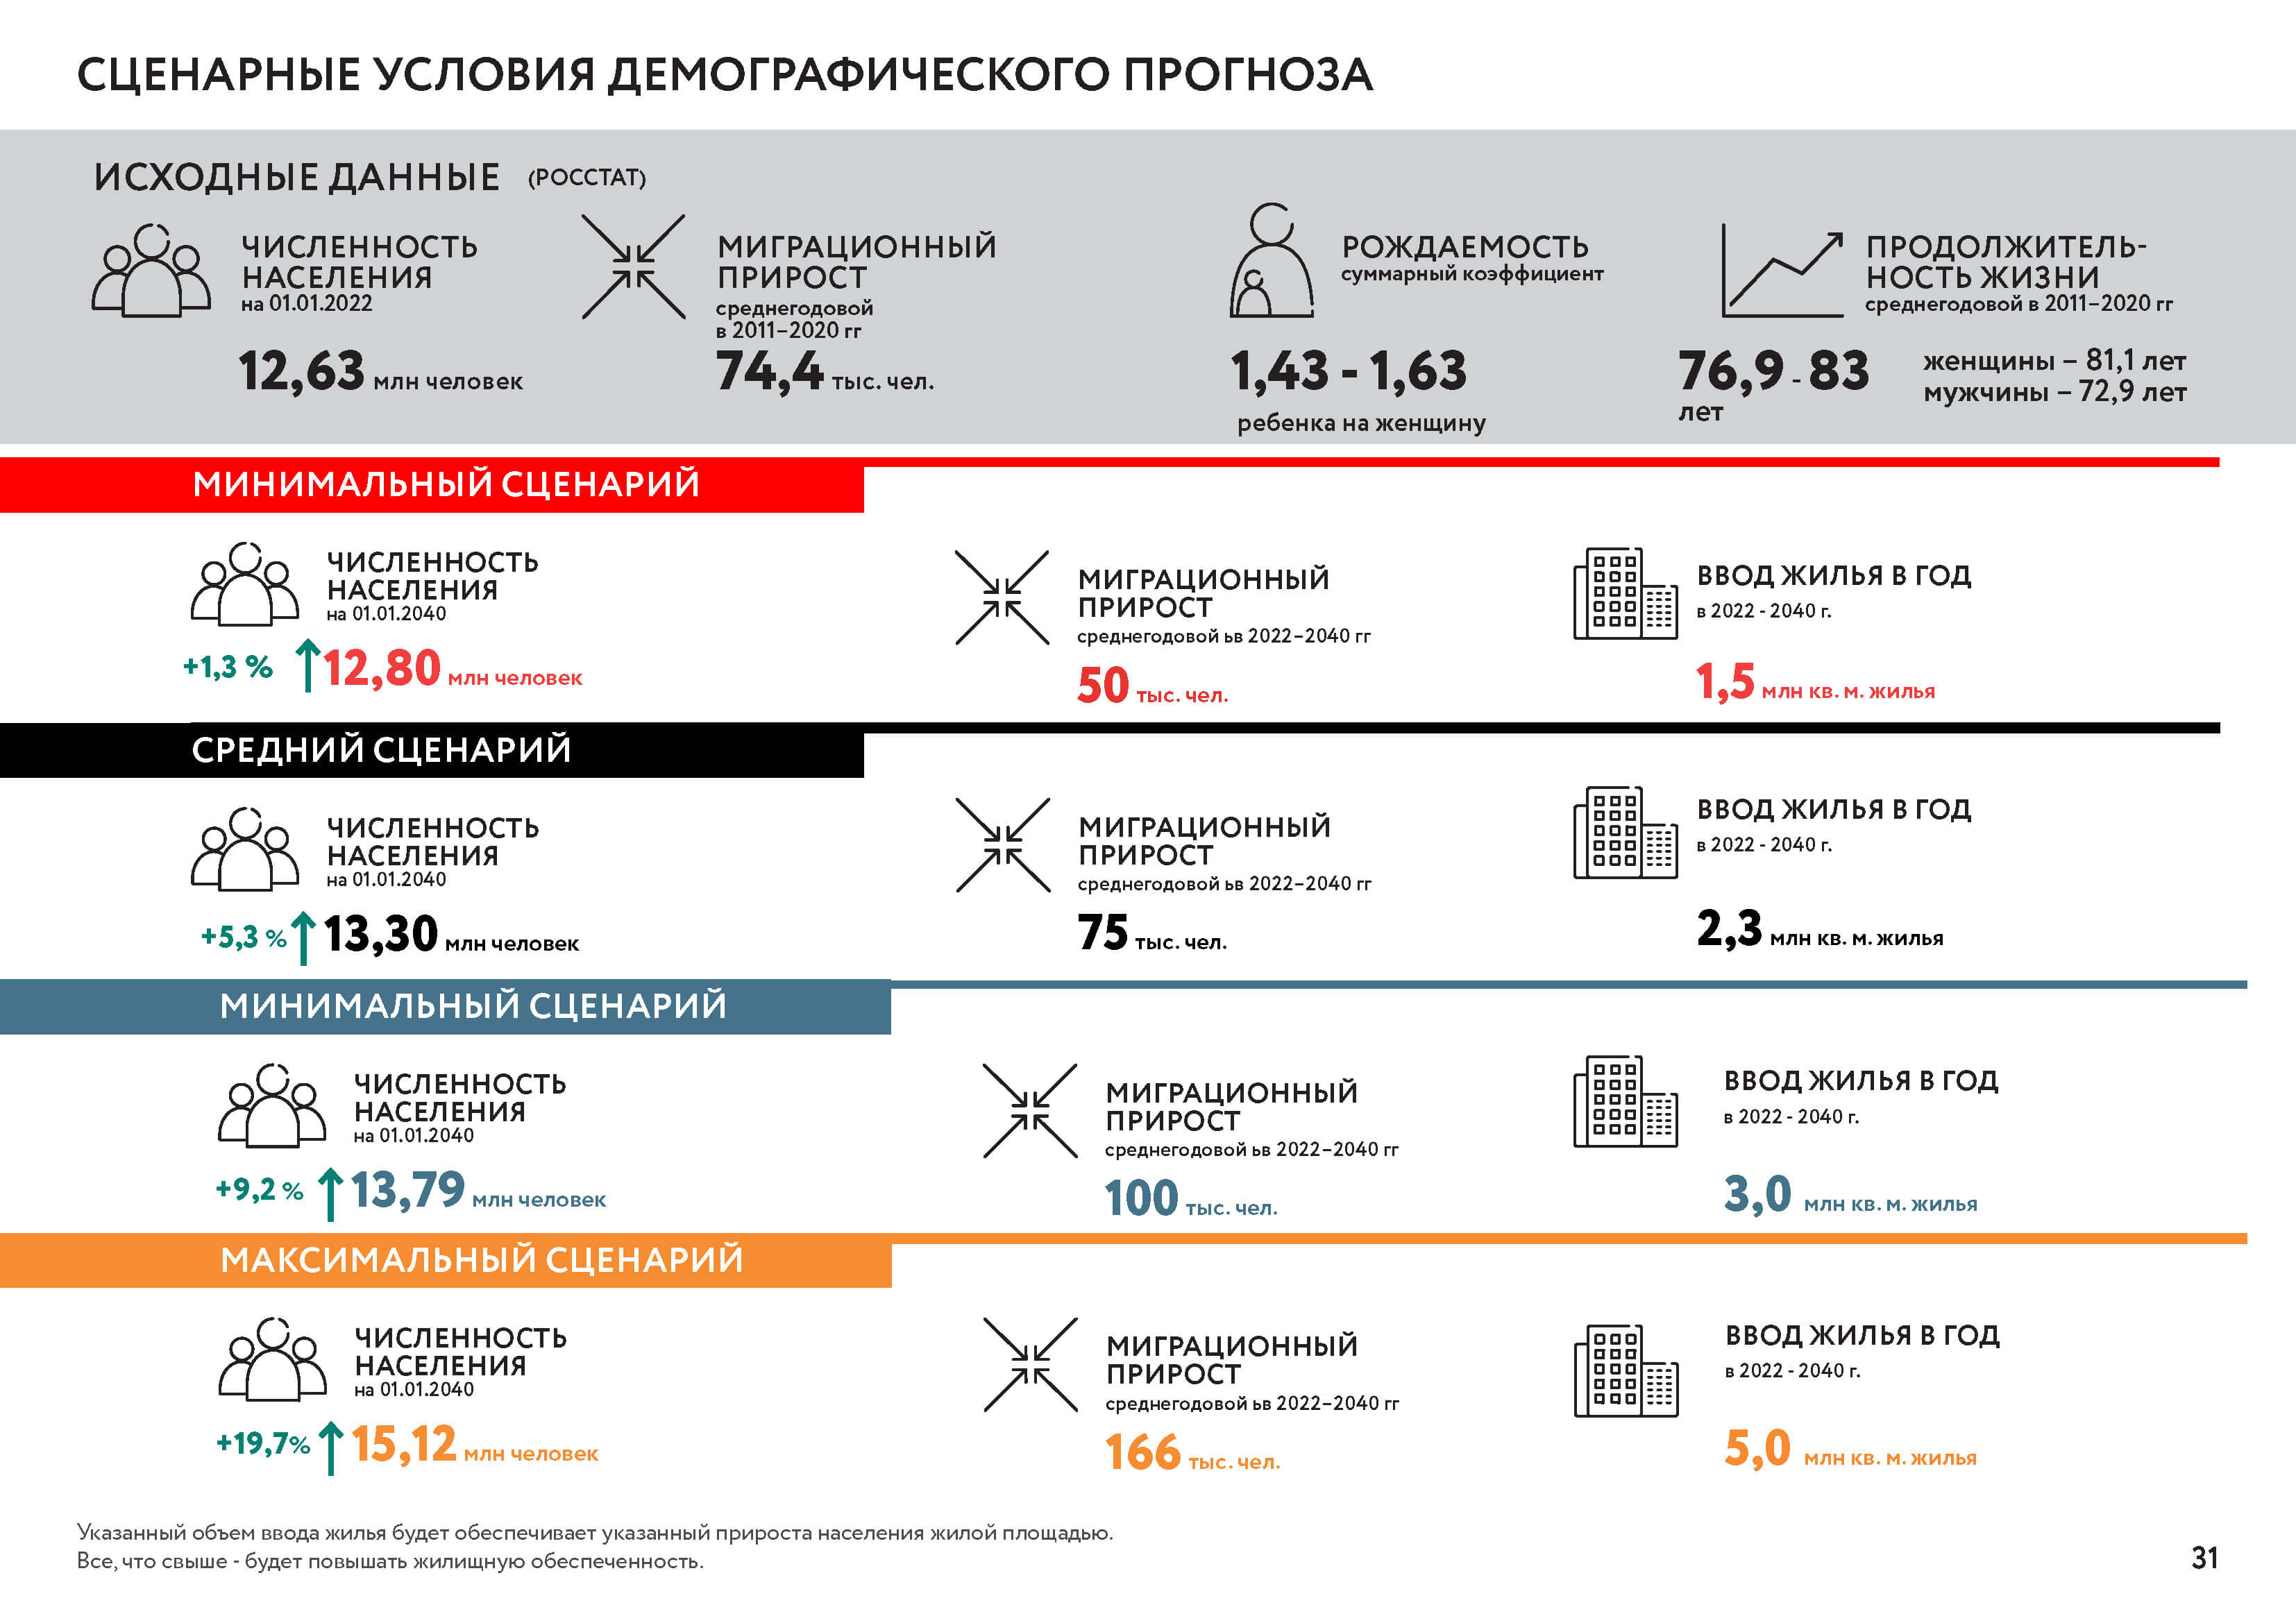 СЦЕНАРНЫЕ УСЛОВИЯ ДЕМОГРАФИЧЕСКОГО ПРОГНОЗА
ИСХОДНЫЕ ДАННЫЕ (РОССТАТ)
ЧИСЛЕННОСТЬ
НАСЕЛЕНИЯ
на 01.01.2022
12,63 млн человек
МИГРАЦИОННЫЙ
ПРИРОСТ
среднегодовой
в 2011–2020 гг
74,4 тыс. чел.
РОЖДАЕМОСТЬ
суммарный коэффициент
1,43 - 1,63
ребенка на женщину
ПРОДОЛЖИТЕЛЬ-
НОСТЬ ЖИЗНИ
среднегодовой в 2011–2020 гг
76,9 - 83
лет
женщины – 81,1 лет
мужчины – 72,9 лет
МИНИМАЛЬНЫЙ СЦЕНАРИЙ
ЧИСЛЕННОСТЬ
НАСЕЛЕНИЯ
на 01.01.2040
+1,3 % 12,80 млн человек
МИГРАЦИОННЫЙ
ПРИРОСТ
среднегодовой ьв 2022–2040 гг
50 тыс. чел.
ВВОД ЖИЛЬЯ В ГОД
в 2022 - 2040 г.
1,5 млн кв. м. жилья
СРЕДНИЙ СЦЕНАРИЙ
ЧИСЛЕННОСТЬ
НАСЕЛЕНИЯ
на 01.01.2040
+5,3 % 13,30 млн человек
МИГРАЦИОННЫЙ
ПРИРОСТ
среднегодовой ьв 2022–2040 гг
75 тыс. чел.
ВВОД ЖИЛЬЯ В ГОД
в 2022 - 2040 г.
2,3 млн кв. м. жилья
МИНИМАЛЬНЫЙ СЦЕНАРИЙ
ЧИСЛЕННОСТЬ
НАСЕЛЕНИЯ
на 01.01.2040
+9,2 % 13,79 млн человек
МИГРАЦИОННЫЙ
ПРИРОСТ
среднегодовой ьв 2022–2040 гг
100 тыс. чел.
ВВОД ЖИЛЬЯ В ГОД
в 2022 - 2040 г.
3,0 млн кв. м. жилья
МАКСИМАЛЬНЫЙ СЦЕНАРИЙ
ЧИСЛЕННОСТЬ
НАСЕЛЕНИЯ
на 01.01.2040
+19,7% 15,12 млн человек
МИГРАЦИОННЫЙ
ПРИРОСТ
среднегодовой ьв 2022–2040 гг
166 тыс. чел.
ВВОД ЖИЛЬЯ В ГОД
в 2022 - 2040 г.
5,0 млн кв. м. жилья
Указанный объем ввода жилья будет обеспечивает указанный прироста населения жилой площадью.
Все, что свыше - будет повышать жилищную обеспеченность.
31